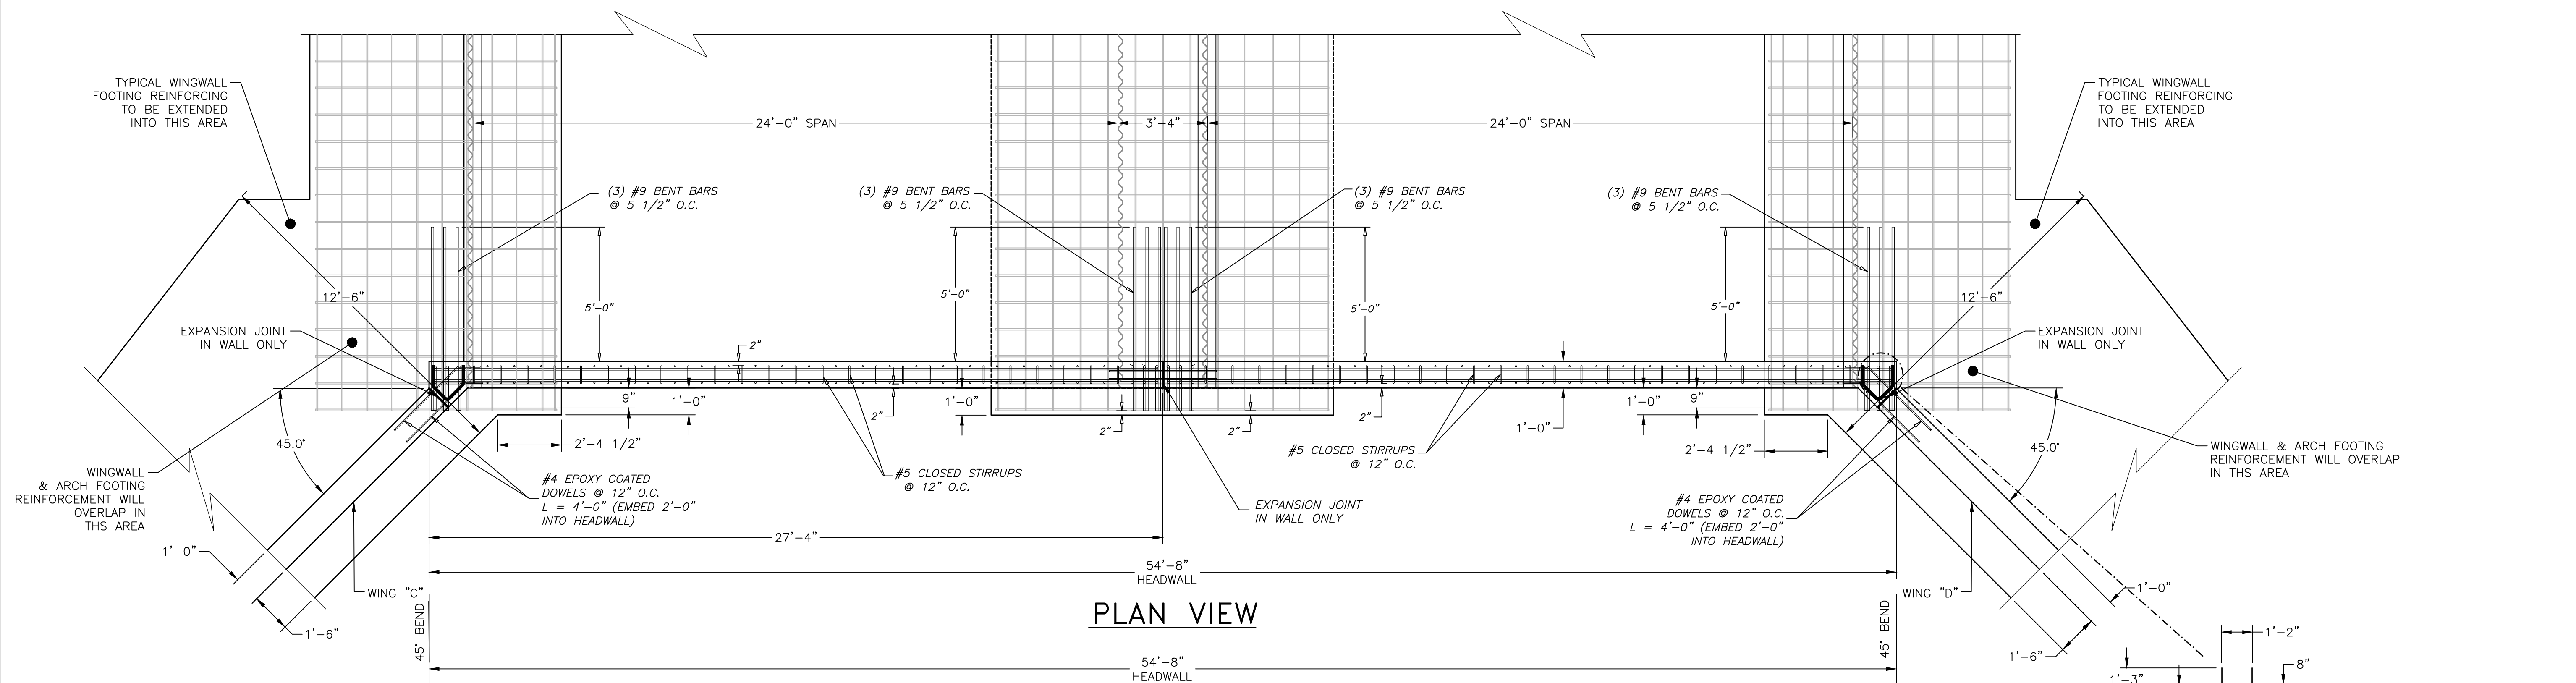 TYPICAL WINGWALL
FOOTING REINFORCING
TO BE EXTENDED
INTO THIS AREA
TYPICAL WINGWALL
FOOTING REINFORCING
TO BE EXTENDED
INTO THIS AREA
24'-0" SPAN
3'-4"
24'-0" SPAN
(3) #9 BENT BARS
@ 5 1/2" O.C.
(3) #9 BENT BARS
@ 5 1/2" O.C.
(3) #9 BENT BARS
@ 5 1/2" O.C.
(3) #9 BENT BARS
@ 5 1/2" O.C.
12'-6"
5'-0"
5'-0"
5'-0"
5'-0"
12'-6"
EXPANSION JOINT
IN WALL ONLY
2"
EXPANSION JOINT
IN WALL ONLY
9"
1'-0"
2"
1'-0"
2"
2"
2"
1'-0"
1'-0"
9"
45.0°
2'-4 1/2"
2'-4 1/2"
45.0°
WINGWALL
& ARCH FOOTING
REINFORCEMENT WILL
OVERLAP IN
THS AREA
#4 EPOXY COATED
DOWELS @ 12" O.C.
L = 4'-0" (EMBED 2'-0"
INTO HEADWALL)
#5 CLOSED STIRRUPS
@ 12" O.C.
EXPANSION JOINT
IN WALL ONLY
#5 CLOSED STIRRUPS
@ 12" O.C.
#4 EPOXY COATED
DOWELS @ 12" O.C.
L = 4'-0" (EMBED 2'-0"
INTO HEADWALL)
WINGWALL & ARCH FOOTING
REINFORCEMENT WILL OVERLAP
IN THS AREA
27'-4"
1'-0"
54'-8"
HEADWALL
WING "C"
WING "D"
1'-0"
PLAN VIEW
1'-6"
45° BEND
45° BEND
1'-6"
1'-2"
54'-8"
HEADWALL
8"
1'-3"